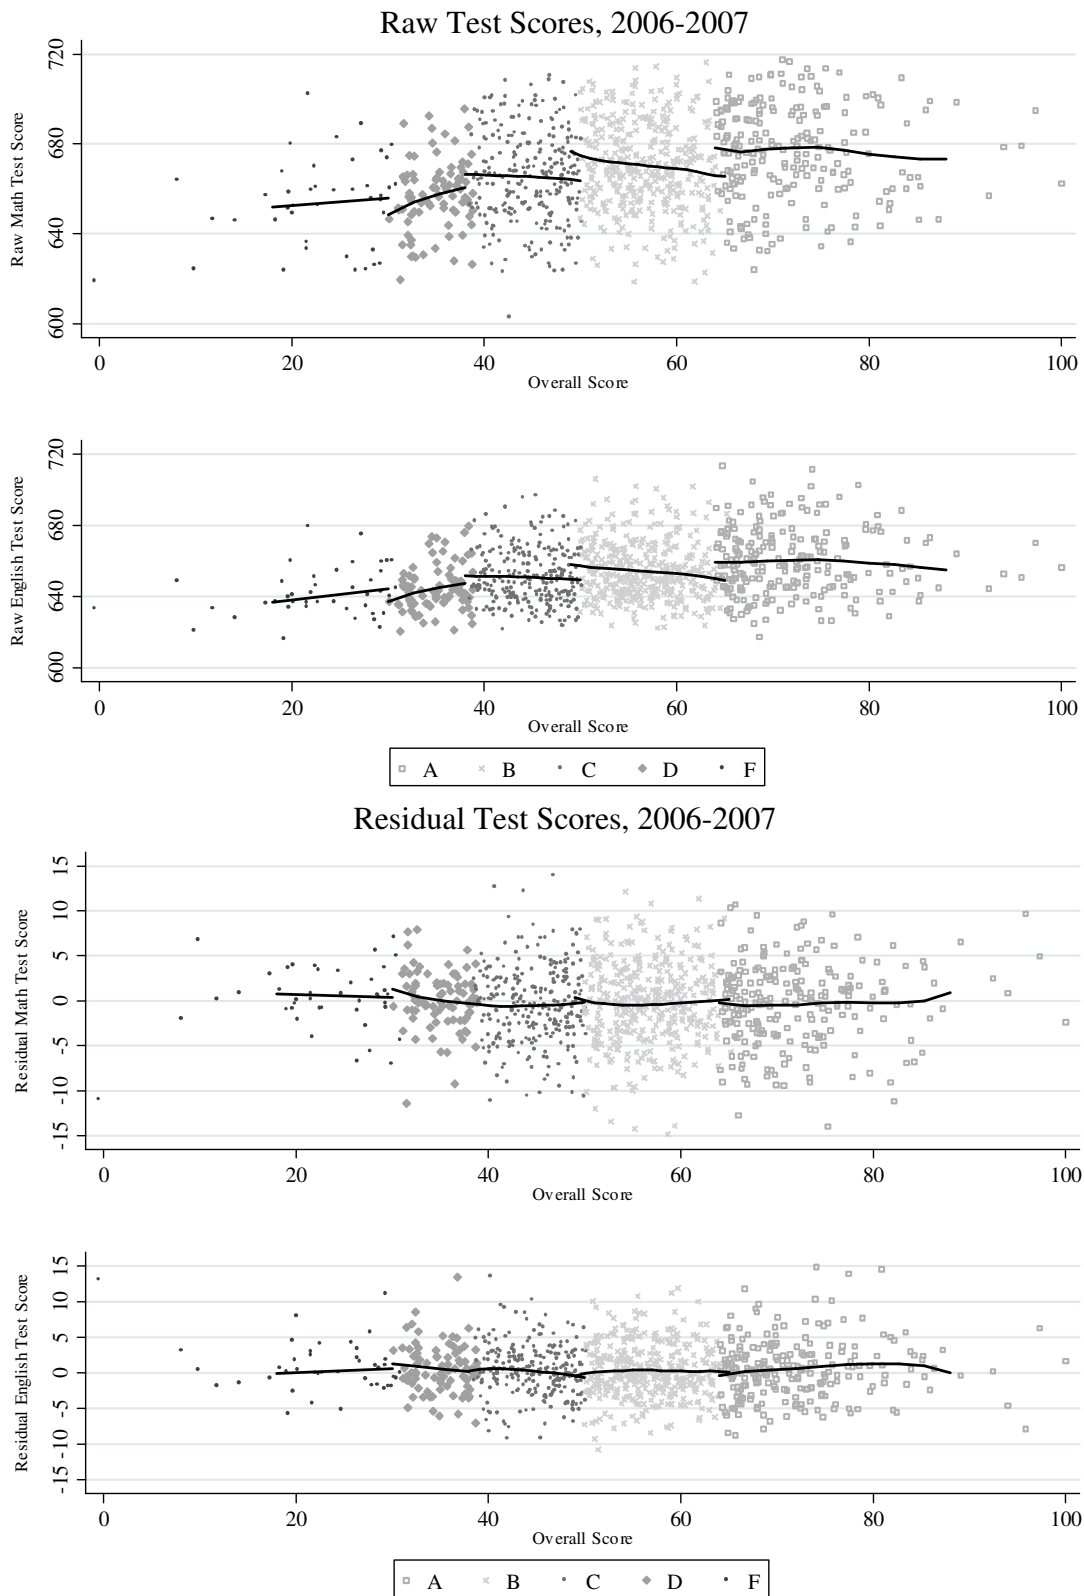 Raw Test Scores, 2006-2007
Raw Math Test Score
720
680
640
600
0 20 40 60 80 100
Overall Score
Raw English Test Score
720
680
640
600
0 20 40 60 80 100
Overall Score
A B C D F
Residual Test Scores, 2006-2007
Residual Math Test Score
15
10
5
0
-5
-10
-15
0 20 40 60 80 100
Overall Score
Residual English Test Score
15
10
5
0
-5
-10
-15
0 20 40 60 80 100
Overall Score
A B C D F